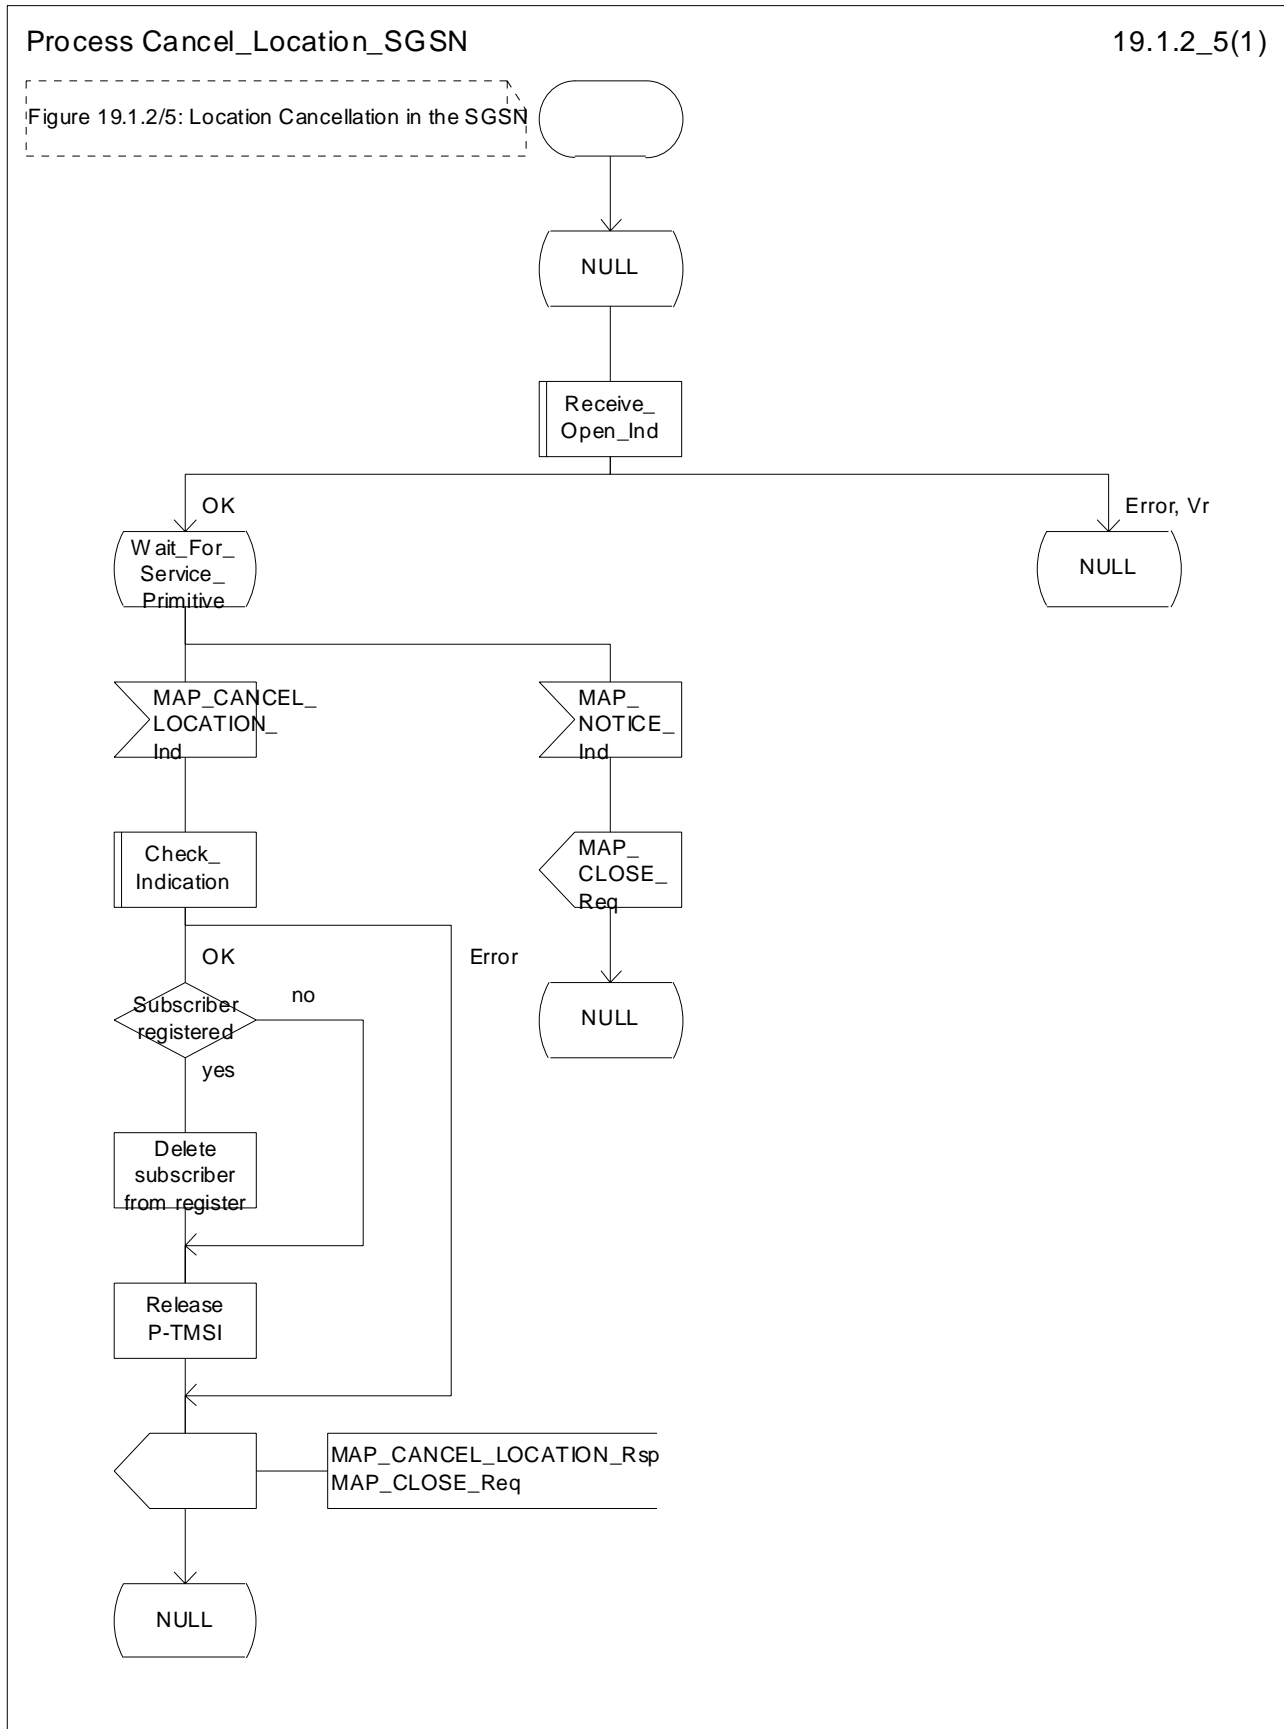 Process Cancel_Location_SGSN
19.1.2_5(1)
Figure 19.1.2/5: Location Cancellation in the SGSN
NULL
Receive_
Open_Ind
OK
Error, Vr
Wait_For_
Service_
Primitive
NULL
MAP_CANCEL_
LOCATION_
Ind
MAP_
NOTICE_
Ind
Check_
Indication
MAP_
CLOSE_
Req
OK
Error
Subscriber
registered
no
yes
NULL
Delete
subscriber
from register
Release
P-TMSI
MAP_CANCEL_LOCATION_Rsp
MAP_CLOSE_Req
NULL